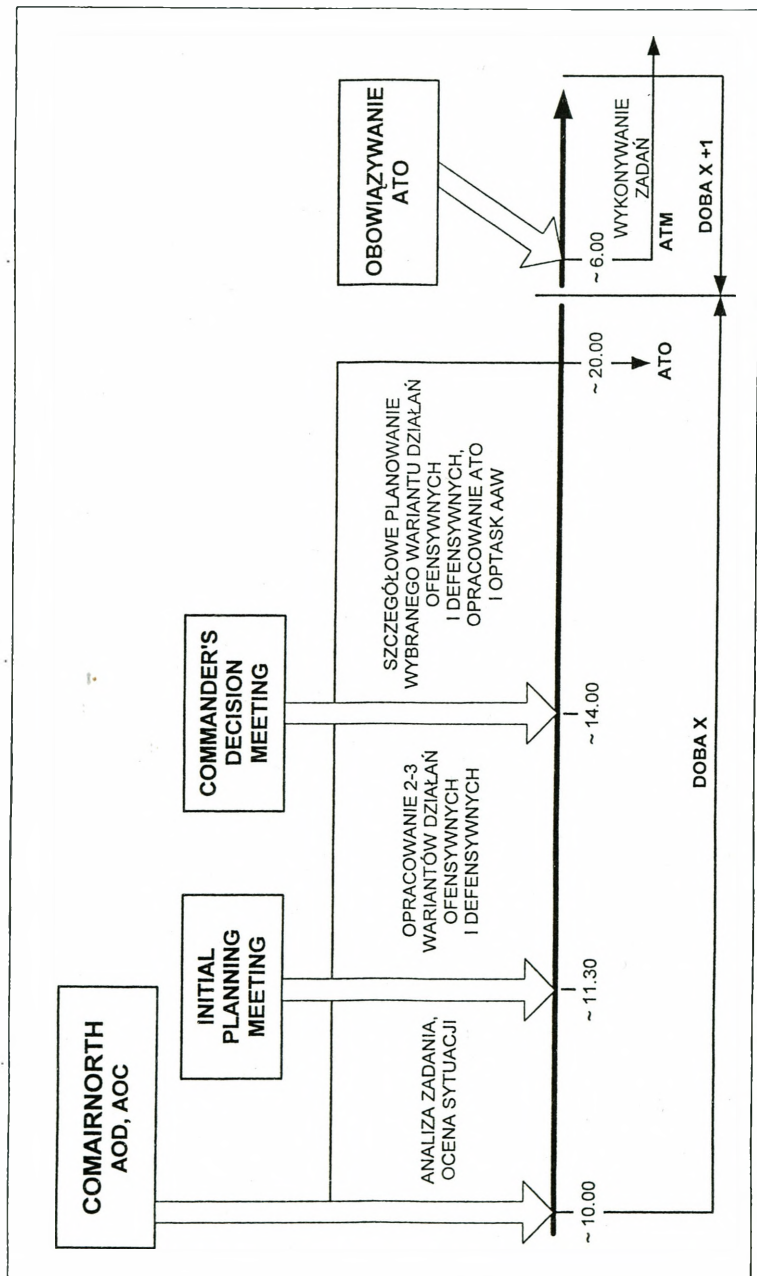 COMAIRNORTH
AOD, AOC
INITIAL
PLANNING
MEETING
COMMANDER'S
DECISION
MEETING
OBOWIĄZYWANIE
ATO
ANALIZA ZADANIA,
OCENA SYTUACJI
OPRACOWANIE 2-3
WARIANTÓW DZIAŁAŃ
OFENSYWNYCH
I DEFENSYWNYCH
SZCZEGÓŁOWE PLANOWANIE
WYBRANEGO WARIANTU DZIAŁAŃ
OFENSYWNYCH
I DEFENSYWNYCH,
OPRACOWANIE ATO
I OPTASK AAW
~10.00
~11.30
~14.00
~20.00
~6.00
ATO
WYKONYWANIE
ZADAŃ
ATM
DOBA X
DOBA X +1